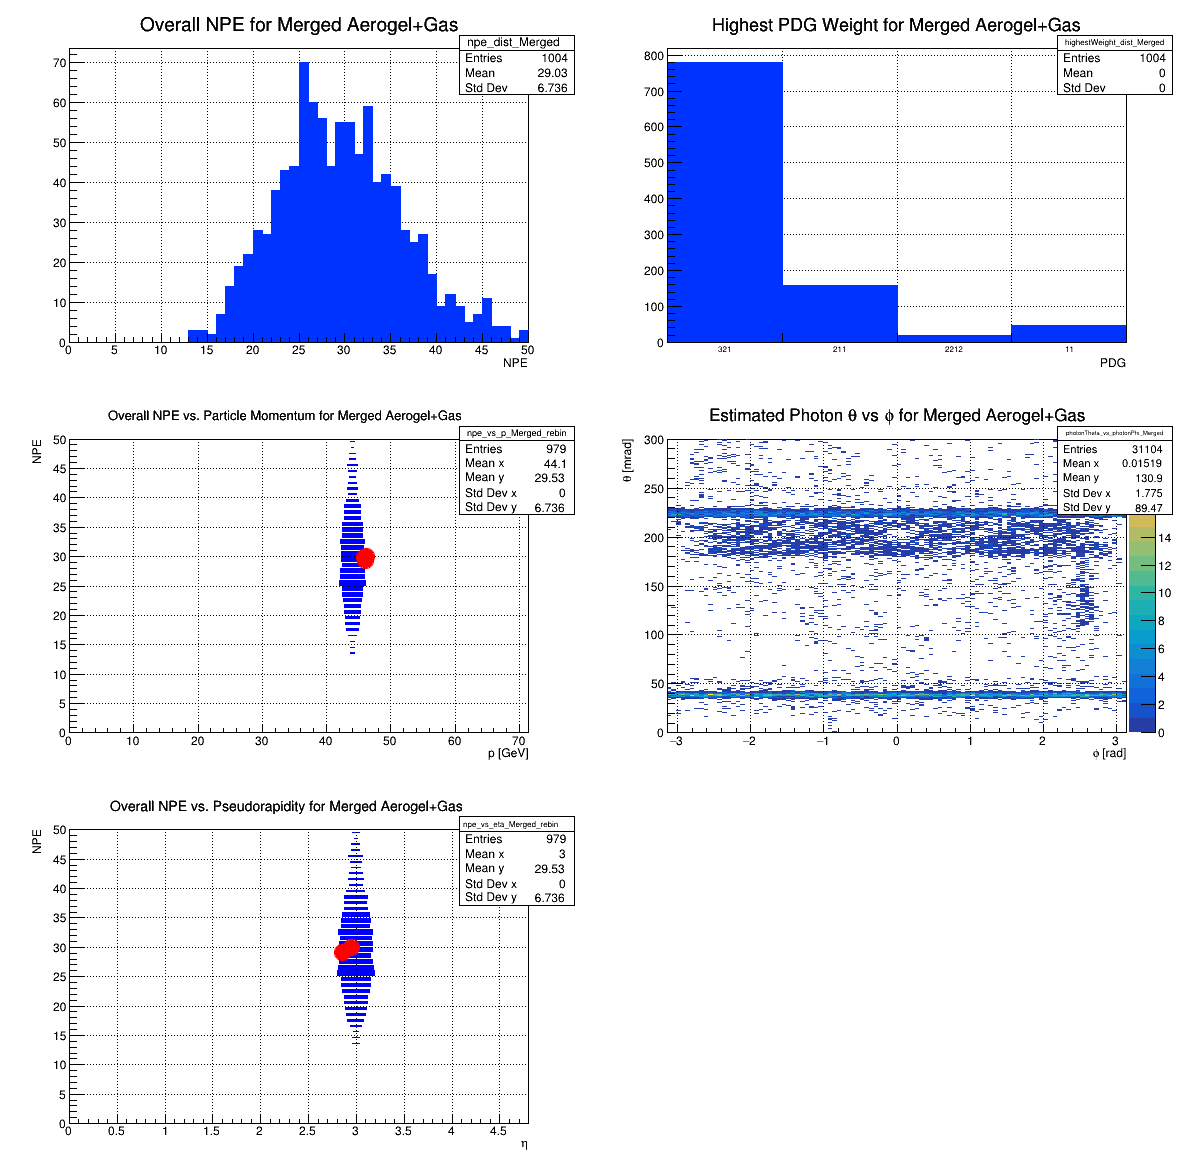 Overall NPE for Merged Aerogel+Gas
npe_dist_Merged
Entries 1004
Mean 29.03
Std Dev 6.736
70
60
50
40
30
20
10
0
0 5 10 15 20 25 30 35 40 45 50
NPE
Highest PDG Weight for Merged Aerogel+Gas
highestWeight_dist_Merged
Entries 1004
Mean 0
Std Dev 0
800
700
600
500
400
300
200
100
0
321 211 2212 11
PDG
Overall NPE vs. Particle Momentum for Merged Aerogel+Gas
npe_vs_p_Merged_rebin
Entries 979
Mean x 44.1
Mean y 29.53
Std Dev x 0
Std Dev y 6.736
NPE
50
45
40
35
30
25
20
15
10
5
0
0 10 20 30 40 50 60 70
p [GeV]
Estimated Photon θ vs ϕ for Merged Aerogel+Gas
photonTheta_vs_photonPhi_Merged
Entries 31104
Mean x 0.01519
Mean y 130.9
Std Dev x 1.775
Std Dev y 89.47
θ [mrad]
300
250
200
150
100
50
0
−3 −2 −1 0 1 2 3
ϕ [rad]
14
12
10
8
6
4
2
0
Overall NPE vs. Pseudorapidity for Merged Aerogel+Gas
npe_vs_eta_Merged_rebin
Entries 979
Mean x 3
Mean y 29.53
Std Dev x 0
Std Dev y 6.736
NPE
50
45
40
35
30
25
20
15
10
5
0
0 0.5 1 1.5 2 2.5 3 3.5 4 4.5
η